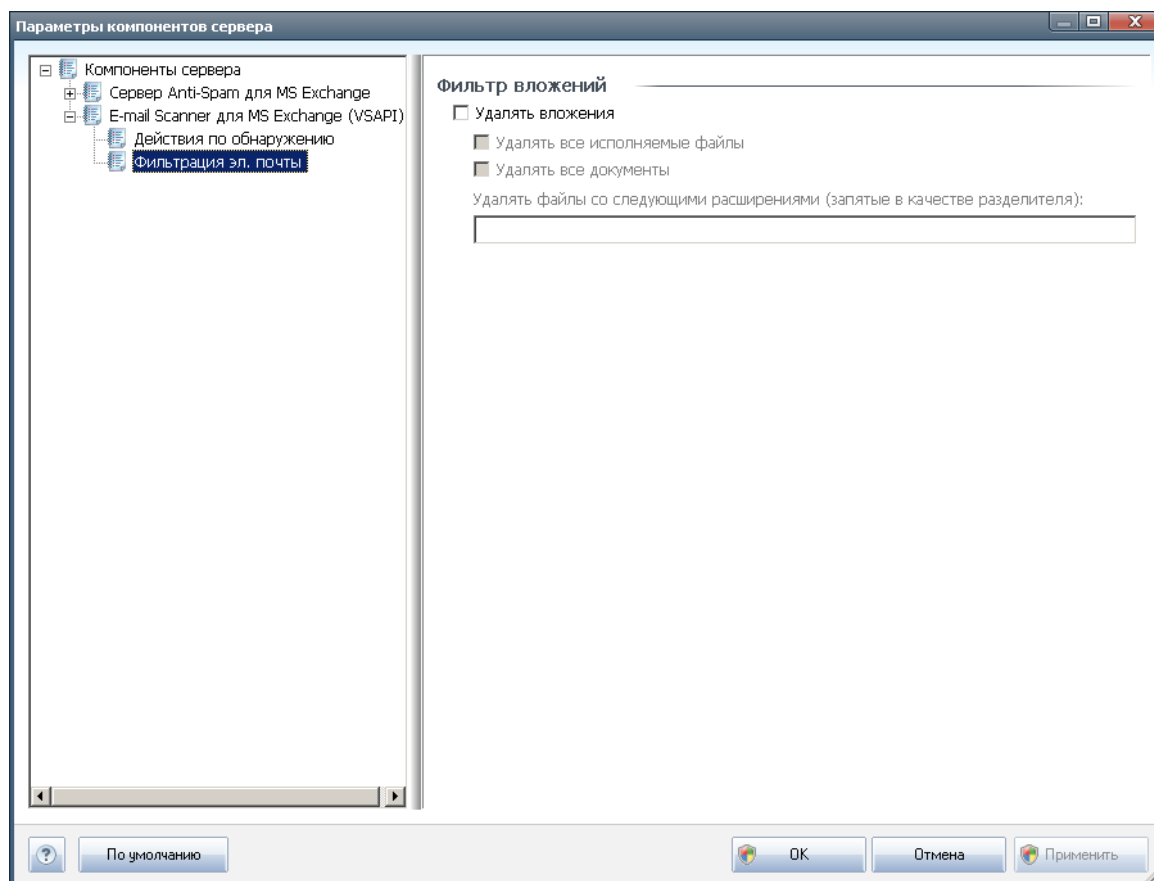 Параметры компонентов сервера
Компоненты сервера
Сервер Anti-Spam для MS Exchange
E-mail Scanner для MS Exchange (VSAPI)
Действия по обнаружению
Фильтрация эл. почты
Фильтр вложений
Удалять вложения
Удалять все исполняемые файлы
Удалять все документы
Удалять файлы со следующими расширениями (запятые в качестве разделителя):
? По умолчанию OK Отмена Применить